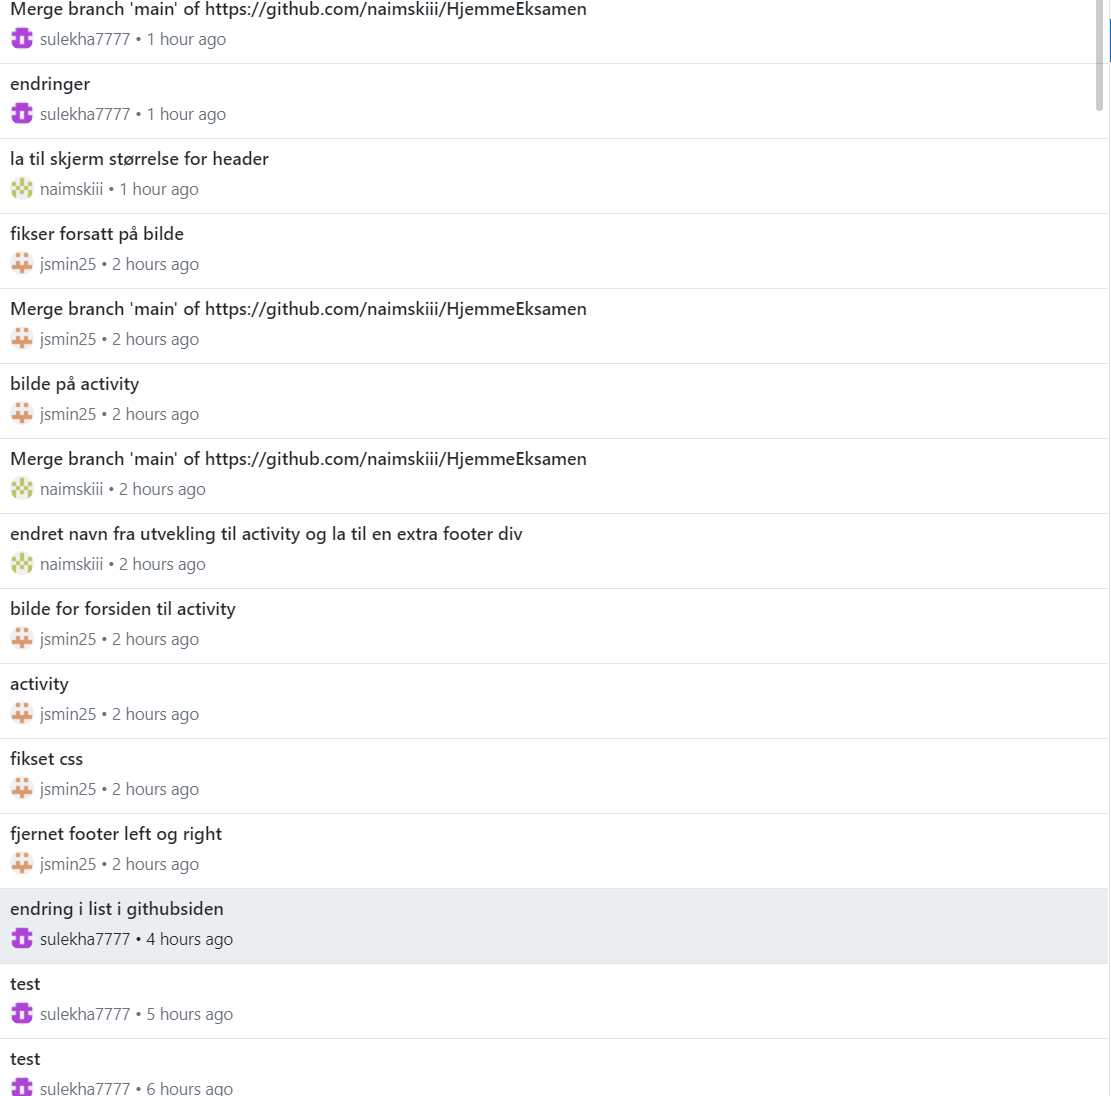 Merge branch 'main' of https://github.com/naimskiii/HjemmeEksamen
sulekha7777 • 1 hour ago
endringer
sulekha7777 • 1 hour ago
la til skjerm størrelse for header
naimskiii • 1 hour ago
fikser forsatt på bilde
jsmin25 • 2 hours ago
Merge branch 'main' of https://github.com/naimskiii/HjemmeEksamen
jsmin25 • 2 hours ago
bilde på activity
jsmin25 • 2 hours ago
Merge branch 'main' of https://github.com/naimskiii/HjemmeEksamen
naimskiii • 2 hours ago
endret navn fra utvekling til activity og la til en extra footer div
naimskiii • 2 hours ago
bilde for forsiden til activity
jsmin25 • 2 hours ago
activity
jsmin25 • 2 hours ago
fikset css
jsmin25 • 2 hours ago
fjernet footer left og right
jsmin25 • 2 hours ago
endring i list i githubsiden
sulekha7777 • 4 hours ago
test
sulekha7777 • 5 hours ago
test
sulekha7777 • 6 hours ago